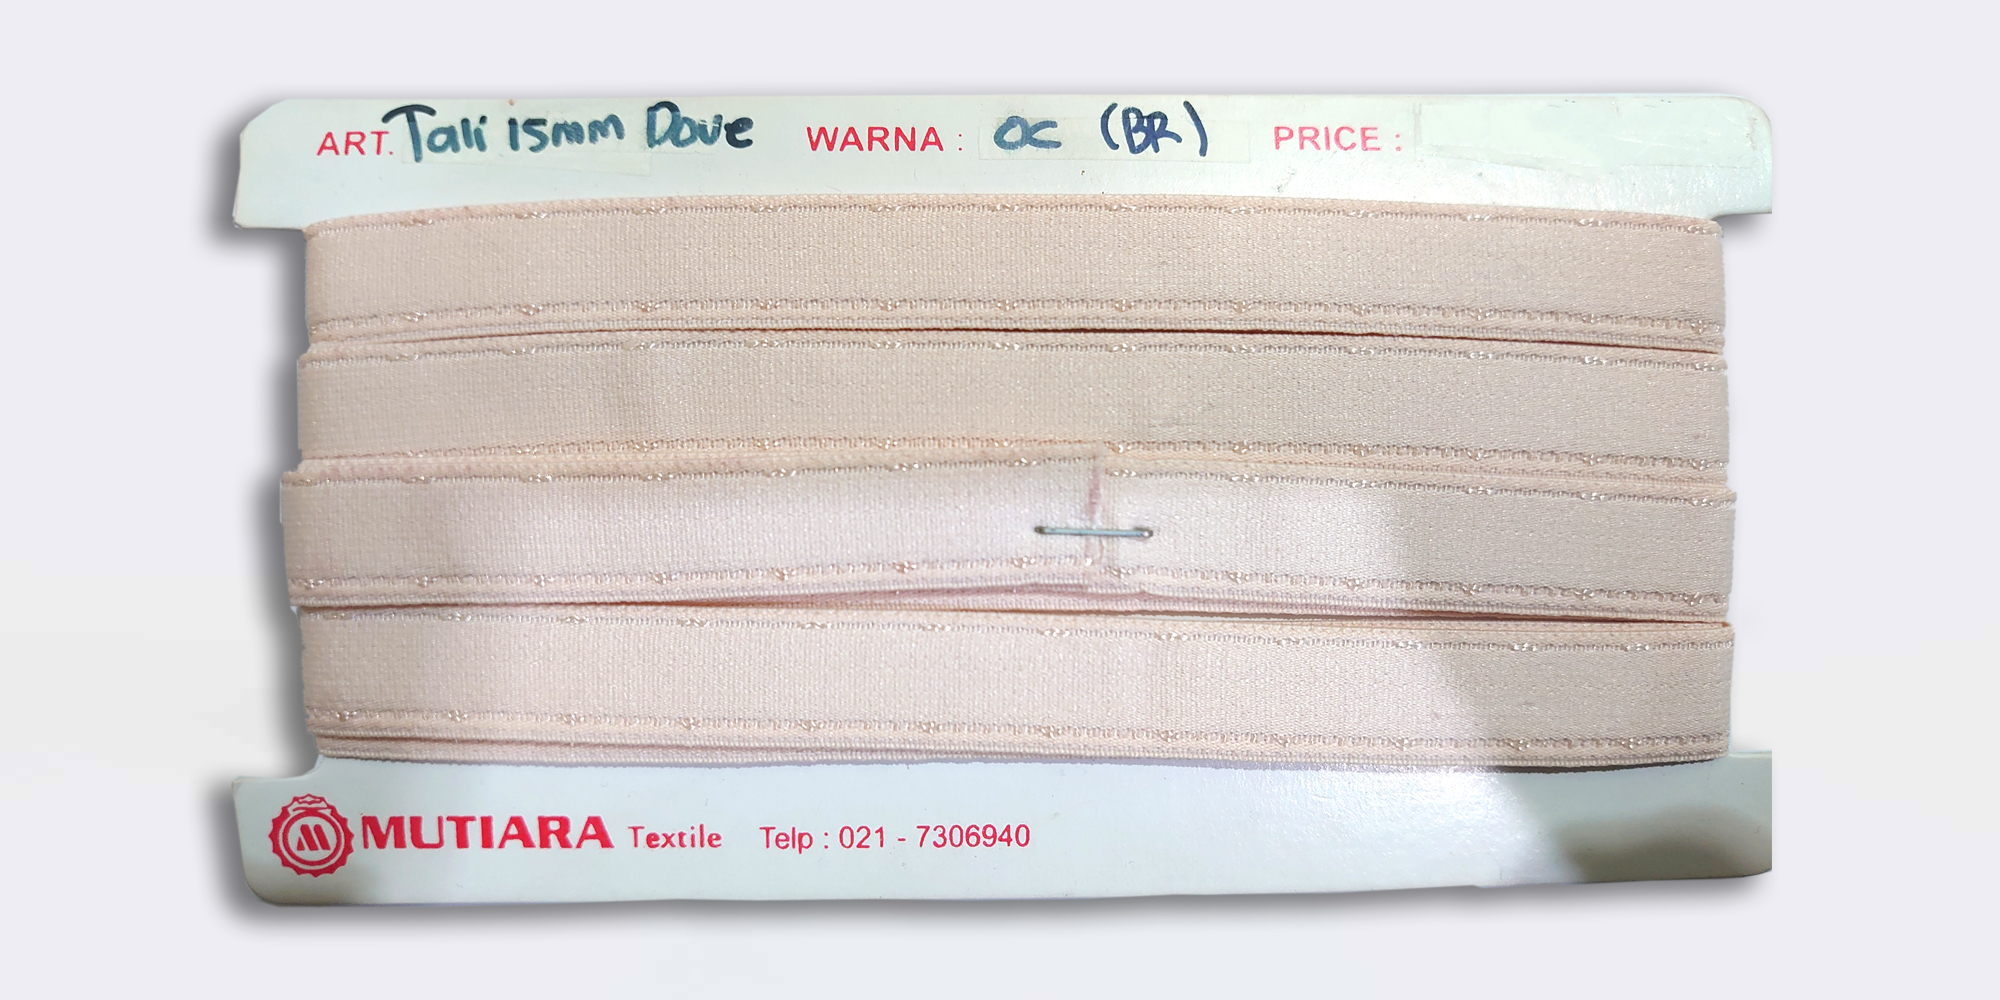 ART. Tali 15mm Dove WARNA : OC (BR) PRICE :
MUTIARA Textile Telp : 021 - 7306940